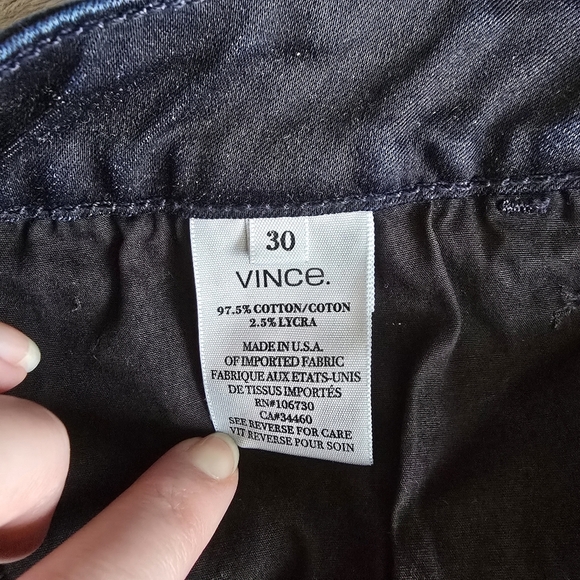 30
VINCe.
97.5% COTTON/COTON
2.5% LYCRA
MADE IN U.S.A.
OF IMPORTED FABRIC
FABRIQUE AUX ETATS-UNIS
DE TISSUS IMPORTÉS
RN#106730
CA#34460
SEE REVERSE FOR CARE
VIT REVERSE POUR SOIN